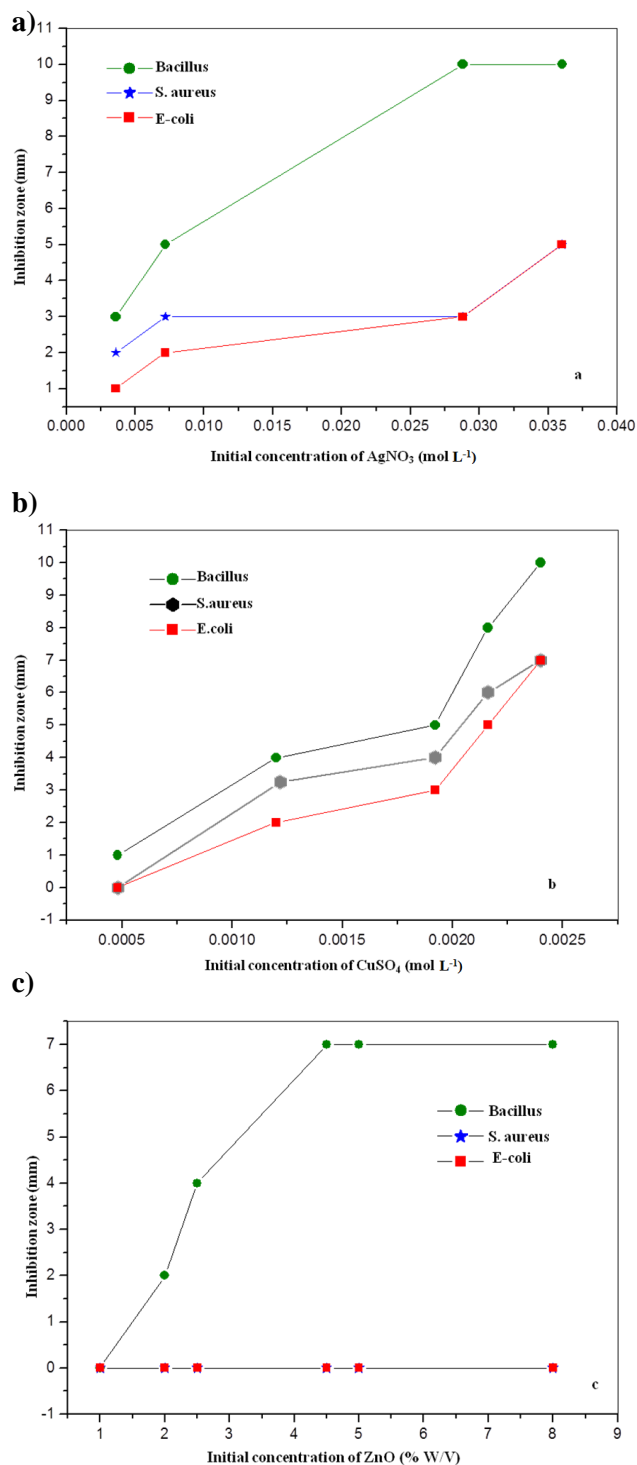 a)
11
10
9
8
7
6
5
4
3
2
1
Inhibition zone (mm)
Bacillus
S. aureus
E-coli
a
0.000 0.005 0.010 0.015 0.020 0.025 0.030 0.035 0.040
Initial concentration of AgNO₃ (mol L⁻¹)
b)
11
10
9
8
7
6
5
4
3
2
1
0
-1
Inhibition zone (mm)
Bacillus
S.aureus
E.coli
b
0.0005 0.0010 0.0015 0.0020 0.0025
Initial concentration of CuSO₄ (mol L⁻¹)
c)
7
6
5
4
3
2
1
0
-1
Inhibition zone (mm)
Bacillus
S. aureus
E-coli
c
1 2 3 4 5 6 7 8 9
Initial concentration of ZnO (% W/V)